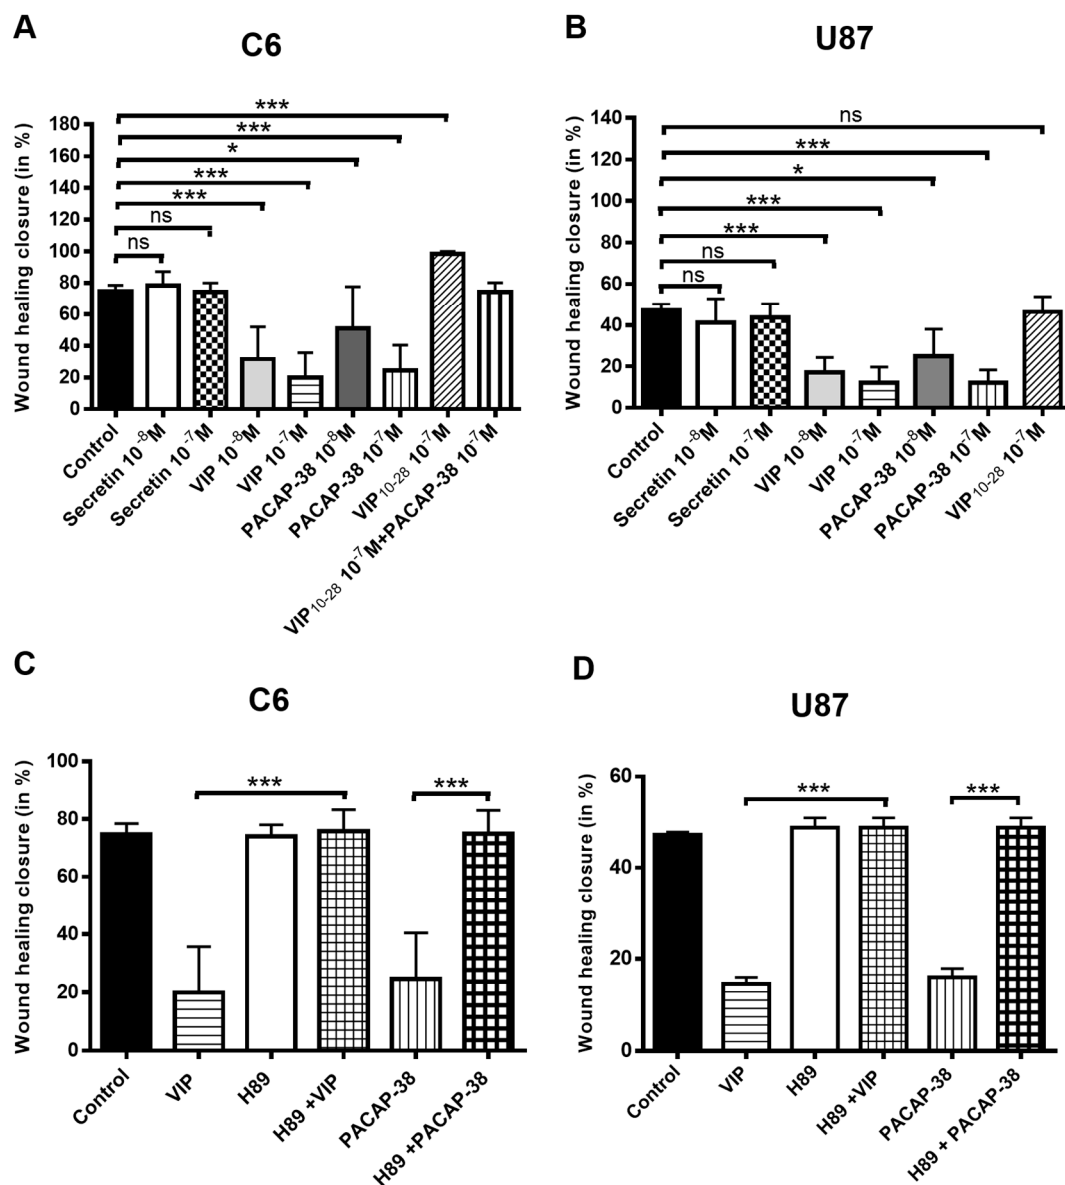 A
C6
Wound healing closure (in %)
180
160
140
120
100
80
60
40
20
0
***
***
*
***
***
ns
ns
Control
Secretin 10⁻⁸M
Secretin 10⁻⁷M
VIP 10⁻⁸M
VIP 10⁻⁷M
PACAP-38 10⁻⁸M
PACAP-38 10⁻⁷M
VIP₁₀₋₂₈ 10⁻⁷M
VIP₁₀₋₂₈ 10⁻⁷M+PACAP-38 10⁻⁷M
B
U87
Wound healing closure (in %)
140
120
100
80
60
40
20
0
ns
***
*
***
***
ns
ns
Control
Secretin 10⁻⁸M
Secretin 10⁻⁷M
VIP 10⁻⁸M
VIP 10⁻⁷M
PACAP-38 10⁻⁸M
PACAP-38 10⁻⁷M
VIP₁₀₋₂₈ 10⁻⁷M
C
C6
Wound healing closure (in %)
100
80
60
40
20
0
***
***
Control
VIP
H89
H89 +VIP
PACAP-38
H89 +PACAP-38
D
U87
Wound healing closure (in %)
60
40
20
0
***
***
Control
VIP
H89
H89 +VIP
PACAP-38
H89 + PACAP-38